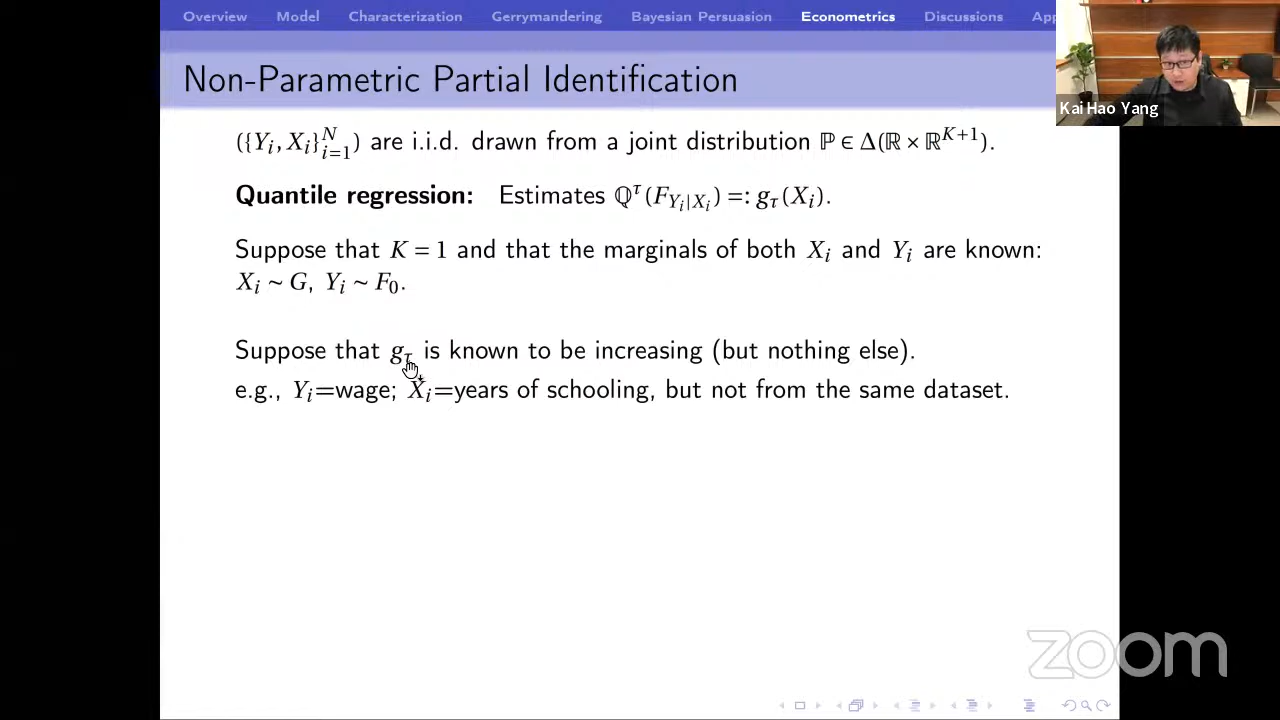 Overview Model Characterization Gerrymandering Bayesian Persuasion Econometrics Discussions App
Non-Parametric Partial Identification
Kai Hao Yang
({Y_i, X_i}_{i=1}^N) are i.i.d. drawn from a joint distribution ℙ ∈ Δ(ℝ × ℝ^{K+1}).
Quantile regression: Estimates ℚ^τ(F_{Y_i|X_i}) =: g_τ(X_i).
Suppose that K = 1 and that the marginals of both X_i and Y_i are known:
X_i ~ G, Y_i ~ F_0.
Suppose that g_τ is known to be increasing (but nothing else).
e.g., Y_i=wage; X_i=years of schooling, but not from the same dataset.
zoom